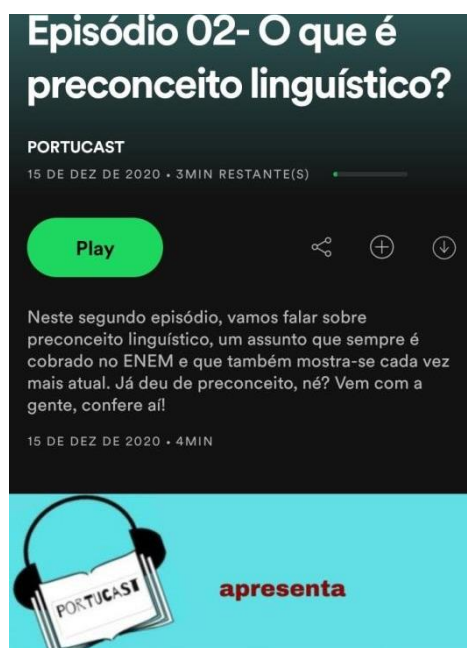 Episódio 02- O que é
preconceito linguístico?
PORTUCAST
15 DE DEZ DE 2020 • 3MIN RESTANTE(S)
Play
Neste segundo episódio, vamos falar sobre
preconceito linguístico, um assunto que sempre é
cobrado no ENEM e que também mostra-se cada vez
mais atual. Já deu de preconceito, né? Vem com a
gente, confere aí!
15 DE DEZ DE 2020 • 4MIN
PORTUCAST
apresenta